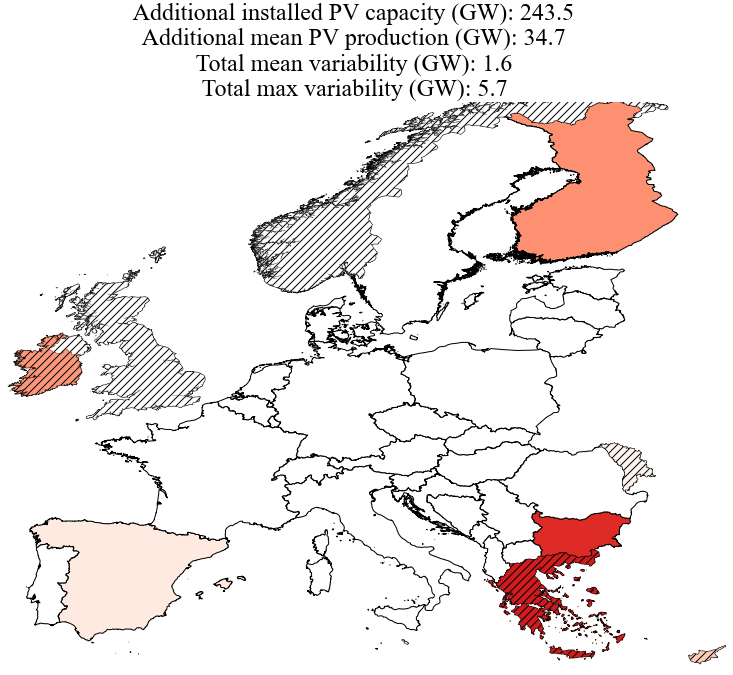 Additional installed PV capacity (GW): 243.5
Additional mean PV production (GW): 34.7
Total mean variability (GW): 1.6
Total max variability (GW): 5.7